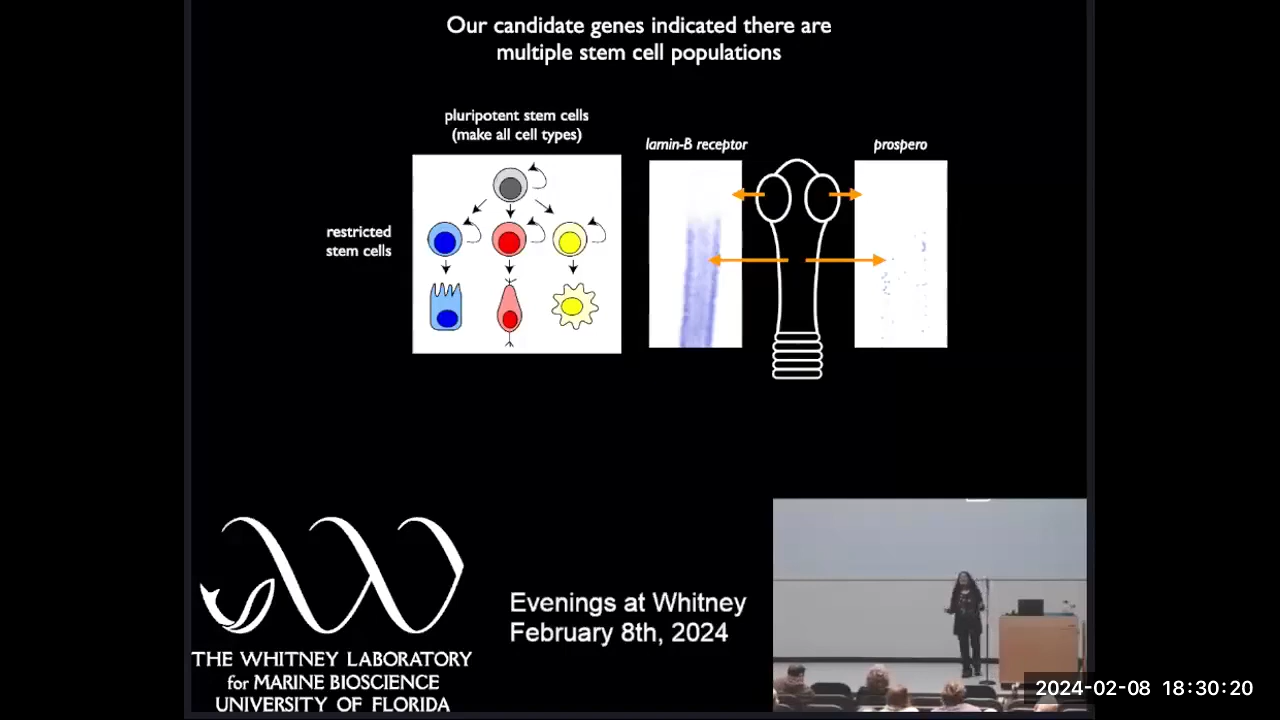 Our candidate genes indicated there are
multiple stem cell populations
pluripotent stem cells
(make all cell types)
lamin-B receptor
prospero
restricted
stem cells
Evenings at Whitney
February 8th, 2024
THE WHITNEY LABORATORY
for MARINE BIOSCIENCE
UNIVERSITY OF FLORIDA
2024-02-08 18:30:20